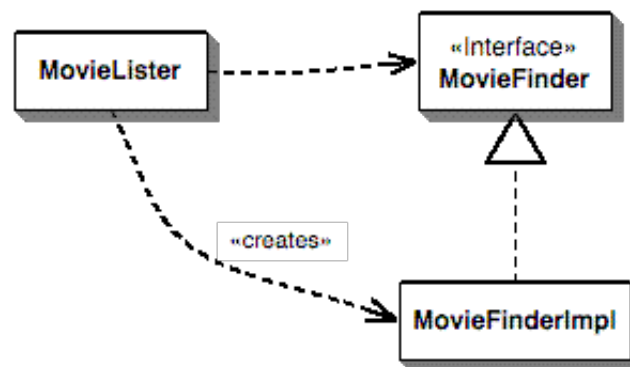 MovieLister
«Interface»
MovieFinder
«creates»
MovieFinderImpl